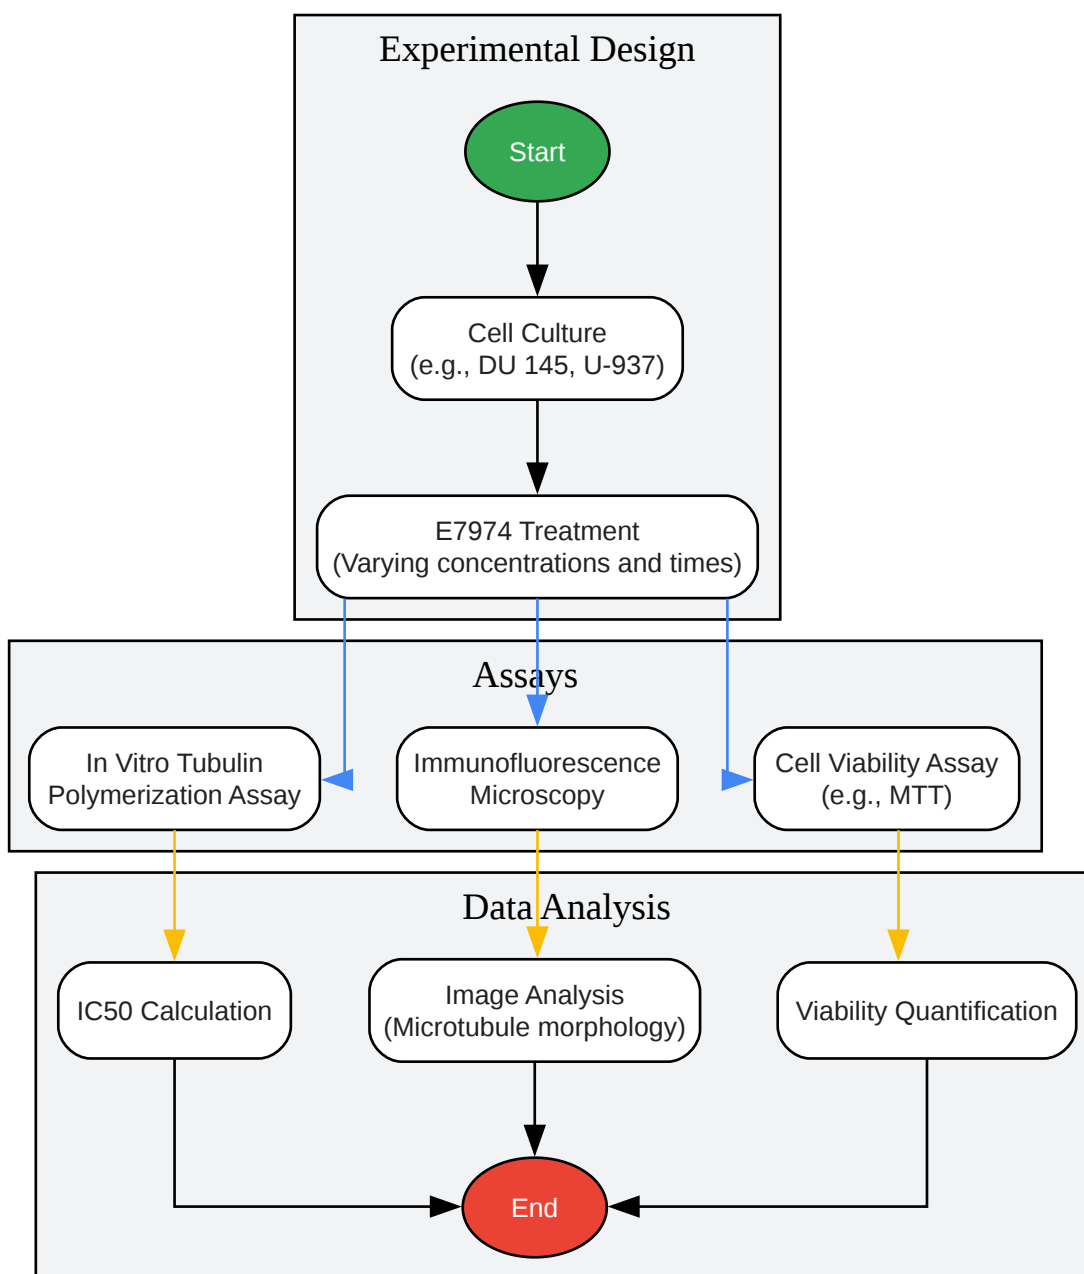 Experimental Design
Start
Cell Culture
(e.g., DU 145, U-937)
E7974 Treatment
(Varying concentrations and times)
Assays
In Vitro Tubulin
Polymerization Assay
Immunofluorescence
Microscopy
Cell Viability Assay
(e.g., MTT)
Data Analysis
IC50 Calculation
Image Analysis
(Microtubule morphology)
Viability Quantification
End